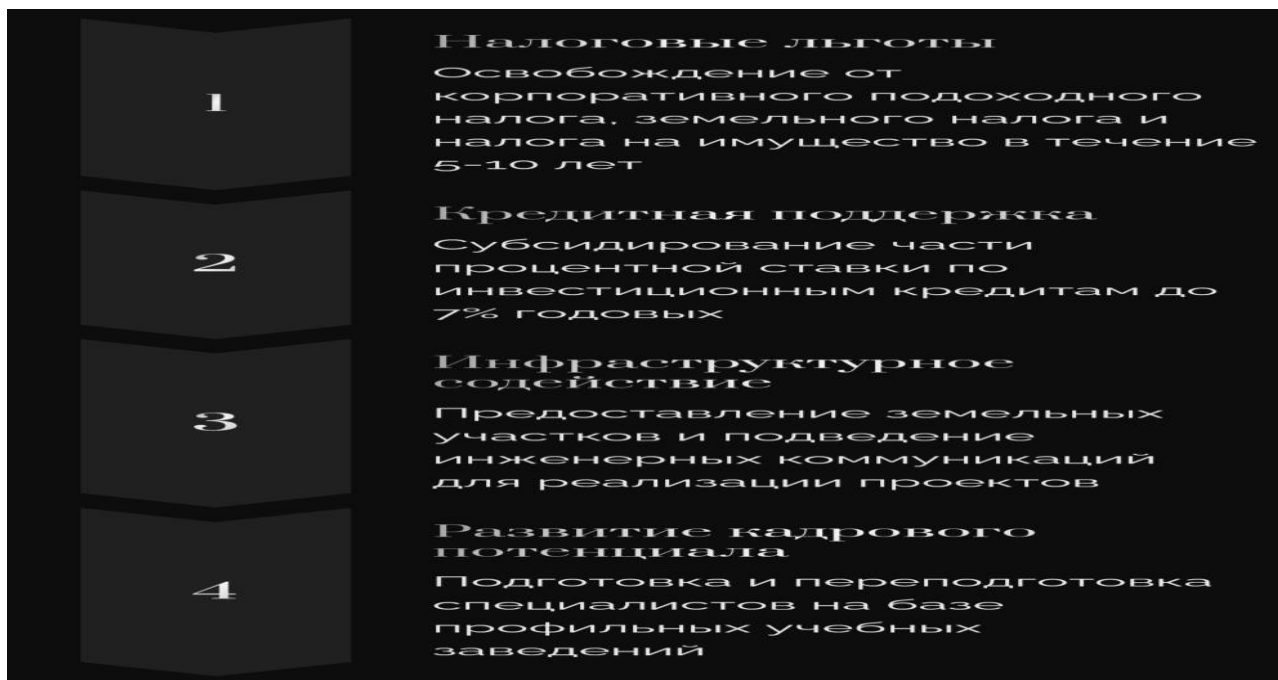 1
Налоговые льготы
Освобождение от
корпоративного подоходного
налога, земельного налога и
налога на имущество в течение
5-10 лет
2
Кредитная поддержка
Субсидирование части
процентной ставки по
инвестиционным кредитам до
7% годовых
3
Инфраструктурное
содействие
Предоставление земельных
участков и подведение
инженерных коммуникаций
для реализации проектов
4
Развитие кадрового
потенциала
Подготовка и переподготовка
специалистов на базе
профильных учебных
заведений